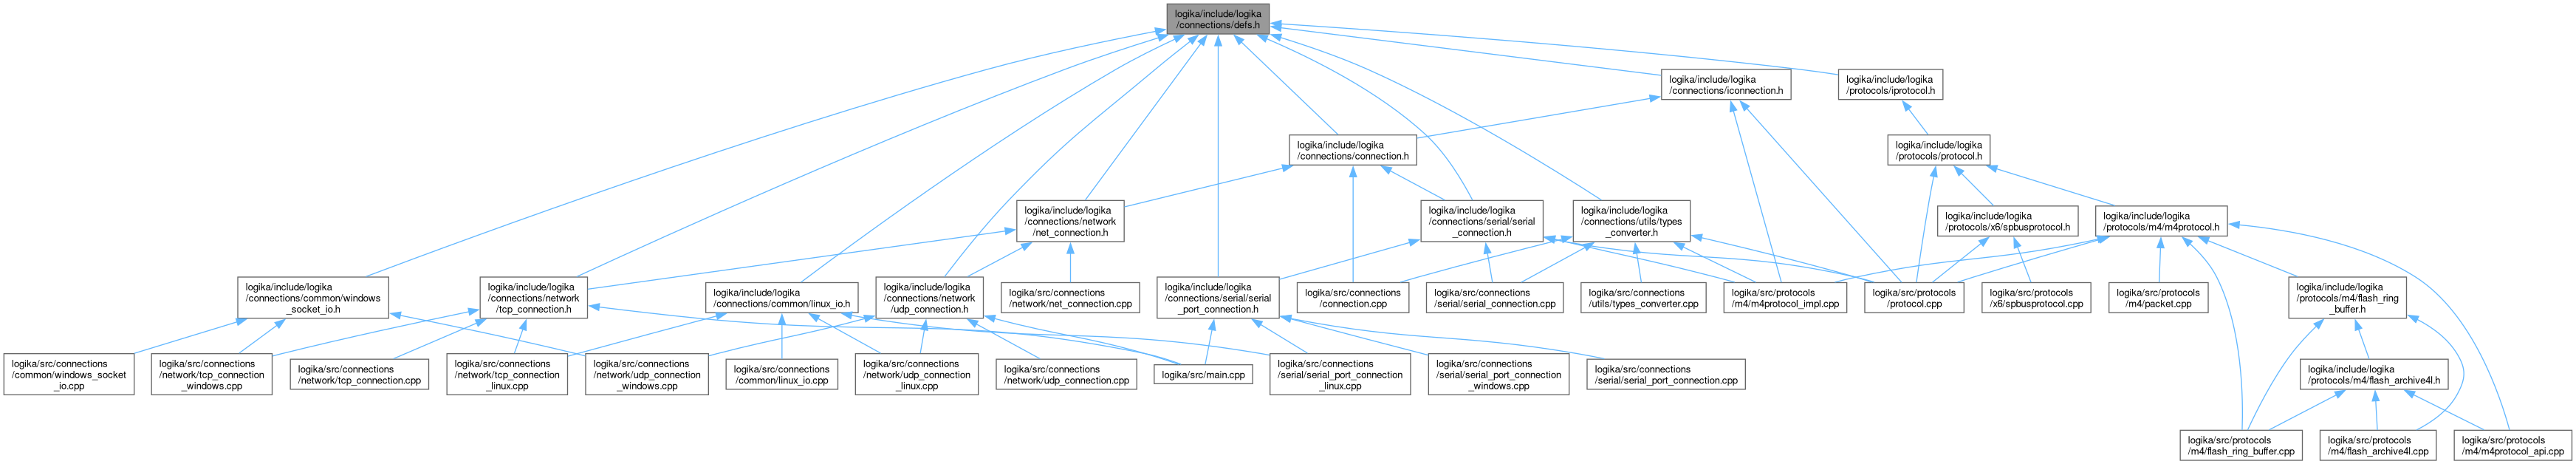 logika/include/logika
/connections/defs.h
logika/include/logika
/connections/iconnection.h
logika/include/logika
/protocols/iprotocol.h
logika/include/logika
/connections/connection.h
logika/include/logika
/protocols/protocol.h
logika/include/logika
/connections/network
/net_connection.h
logika/include/logika
/connections/serial/serial
_connection.h
logika/include/logika
/connections/utils/types
_converter.h
logika/include/logika
/protocols/x6/spbusprotocol.h
logika/include/logika
/protocols/m4/m4protocol.h
logika/include/logika
/connections/common/windows
_socket_io.h
logika/include/logika
/connections/network
/tcp_connection.h
logika/include/logika
/connections/common/linux_io.h
logika/include/logika
/connections/network
/udp_connection.h
logika/src/connections
/network/net_connection.cpp
logika/include/logika
/connections/serial/serial
_port_connection.h
logika/src/connections
/connection.cpp
logika/src/connections
/serial/serial_connection.cpp
logika/src/connections
/utils/types_converter.cpp
logika/src/protocols
/m4/m4protocol_impl.cpp
logika/src/protocols
/protocol.cpp
logika/src/protocols
/x6/spbusprotocol.cpp
logika/src/protocols
/m4/packet.cpp
logika/include/logika
/protocols/m4/flash_ring
_buffer.h
logika/src/connections
/common/windows_socket
_io.cpp
logika/src/connections
/network/tcp_connection
_windows.cpp
logika/src/connections
/network/tcp_connection.cpp
logika/src/connections
/network/tcp_connection
_linux.cpp
logika/src/connections
/network/udp_connection
_windows.cpp
logika/src/connections
/common/linux_io.cpp
logika/src/connections
/network/udp_connection
_linux.cpp
logika/src/connections
/network/udp_connection.cpp
logika/src/main.cpp
logika/src/connections
/serial/serial_port_connection
_linux.cpp
logika/src/connections
/serial/serial_port_connection
_windows.cpp
logika/src/connections
/serial/serial_port_connection.cpp
logika/include/logika
/protocols/m4/flash_archive4l.h
logika/src/protocols
/m4/flash_ring_buffer.cpp
logika/src/protocols
/m4/flash_archive4l.cpp
logika/src/protocols
/m4/m4protocol_api.cpp